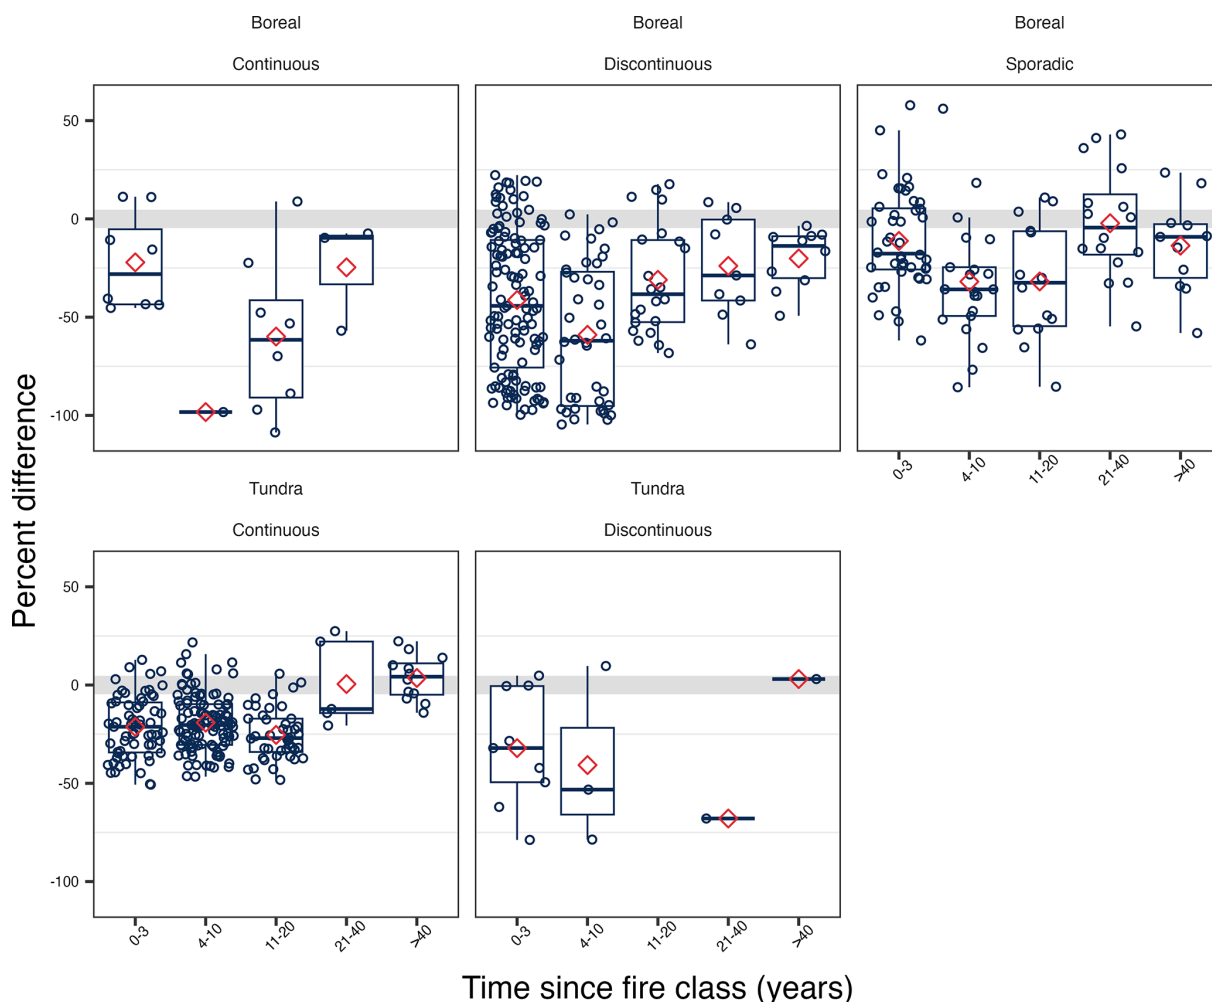 Boreal
Continuous
Boreal
Discontinuous
Boreal
Sporadic
50
0
-50
-100
0-3
4-10
11-20
21-40
>40
Tundra
Continuous
Tundra
Discontinuous
50
0
-50
-100
0-3
4-10
11-20
21-40
>40
0-3
4-10
11-20
21-40
>40
Percent difference
Time since fire class (years)